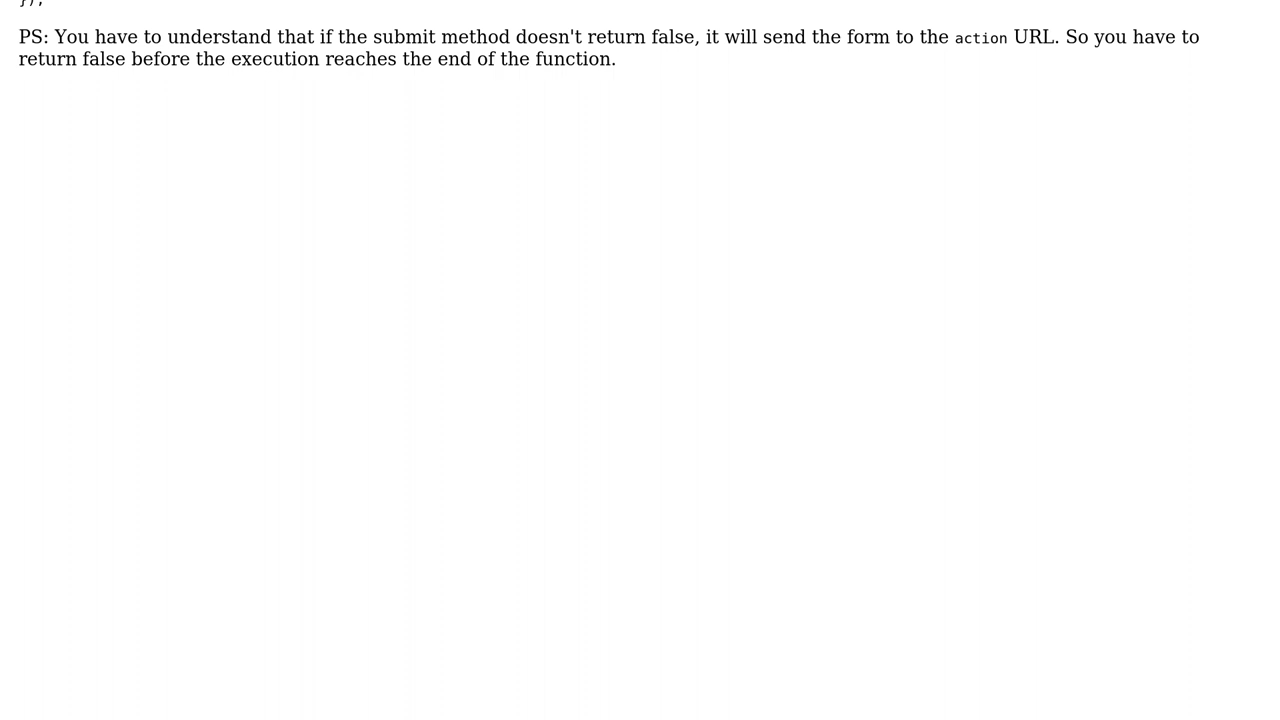 });
PS: You have to understand that if the submit method doesn't return false, it will send the form to the action URL. So you have to
return false before the execution reaches the end of the function.